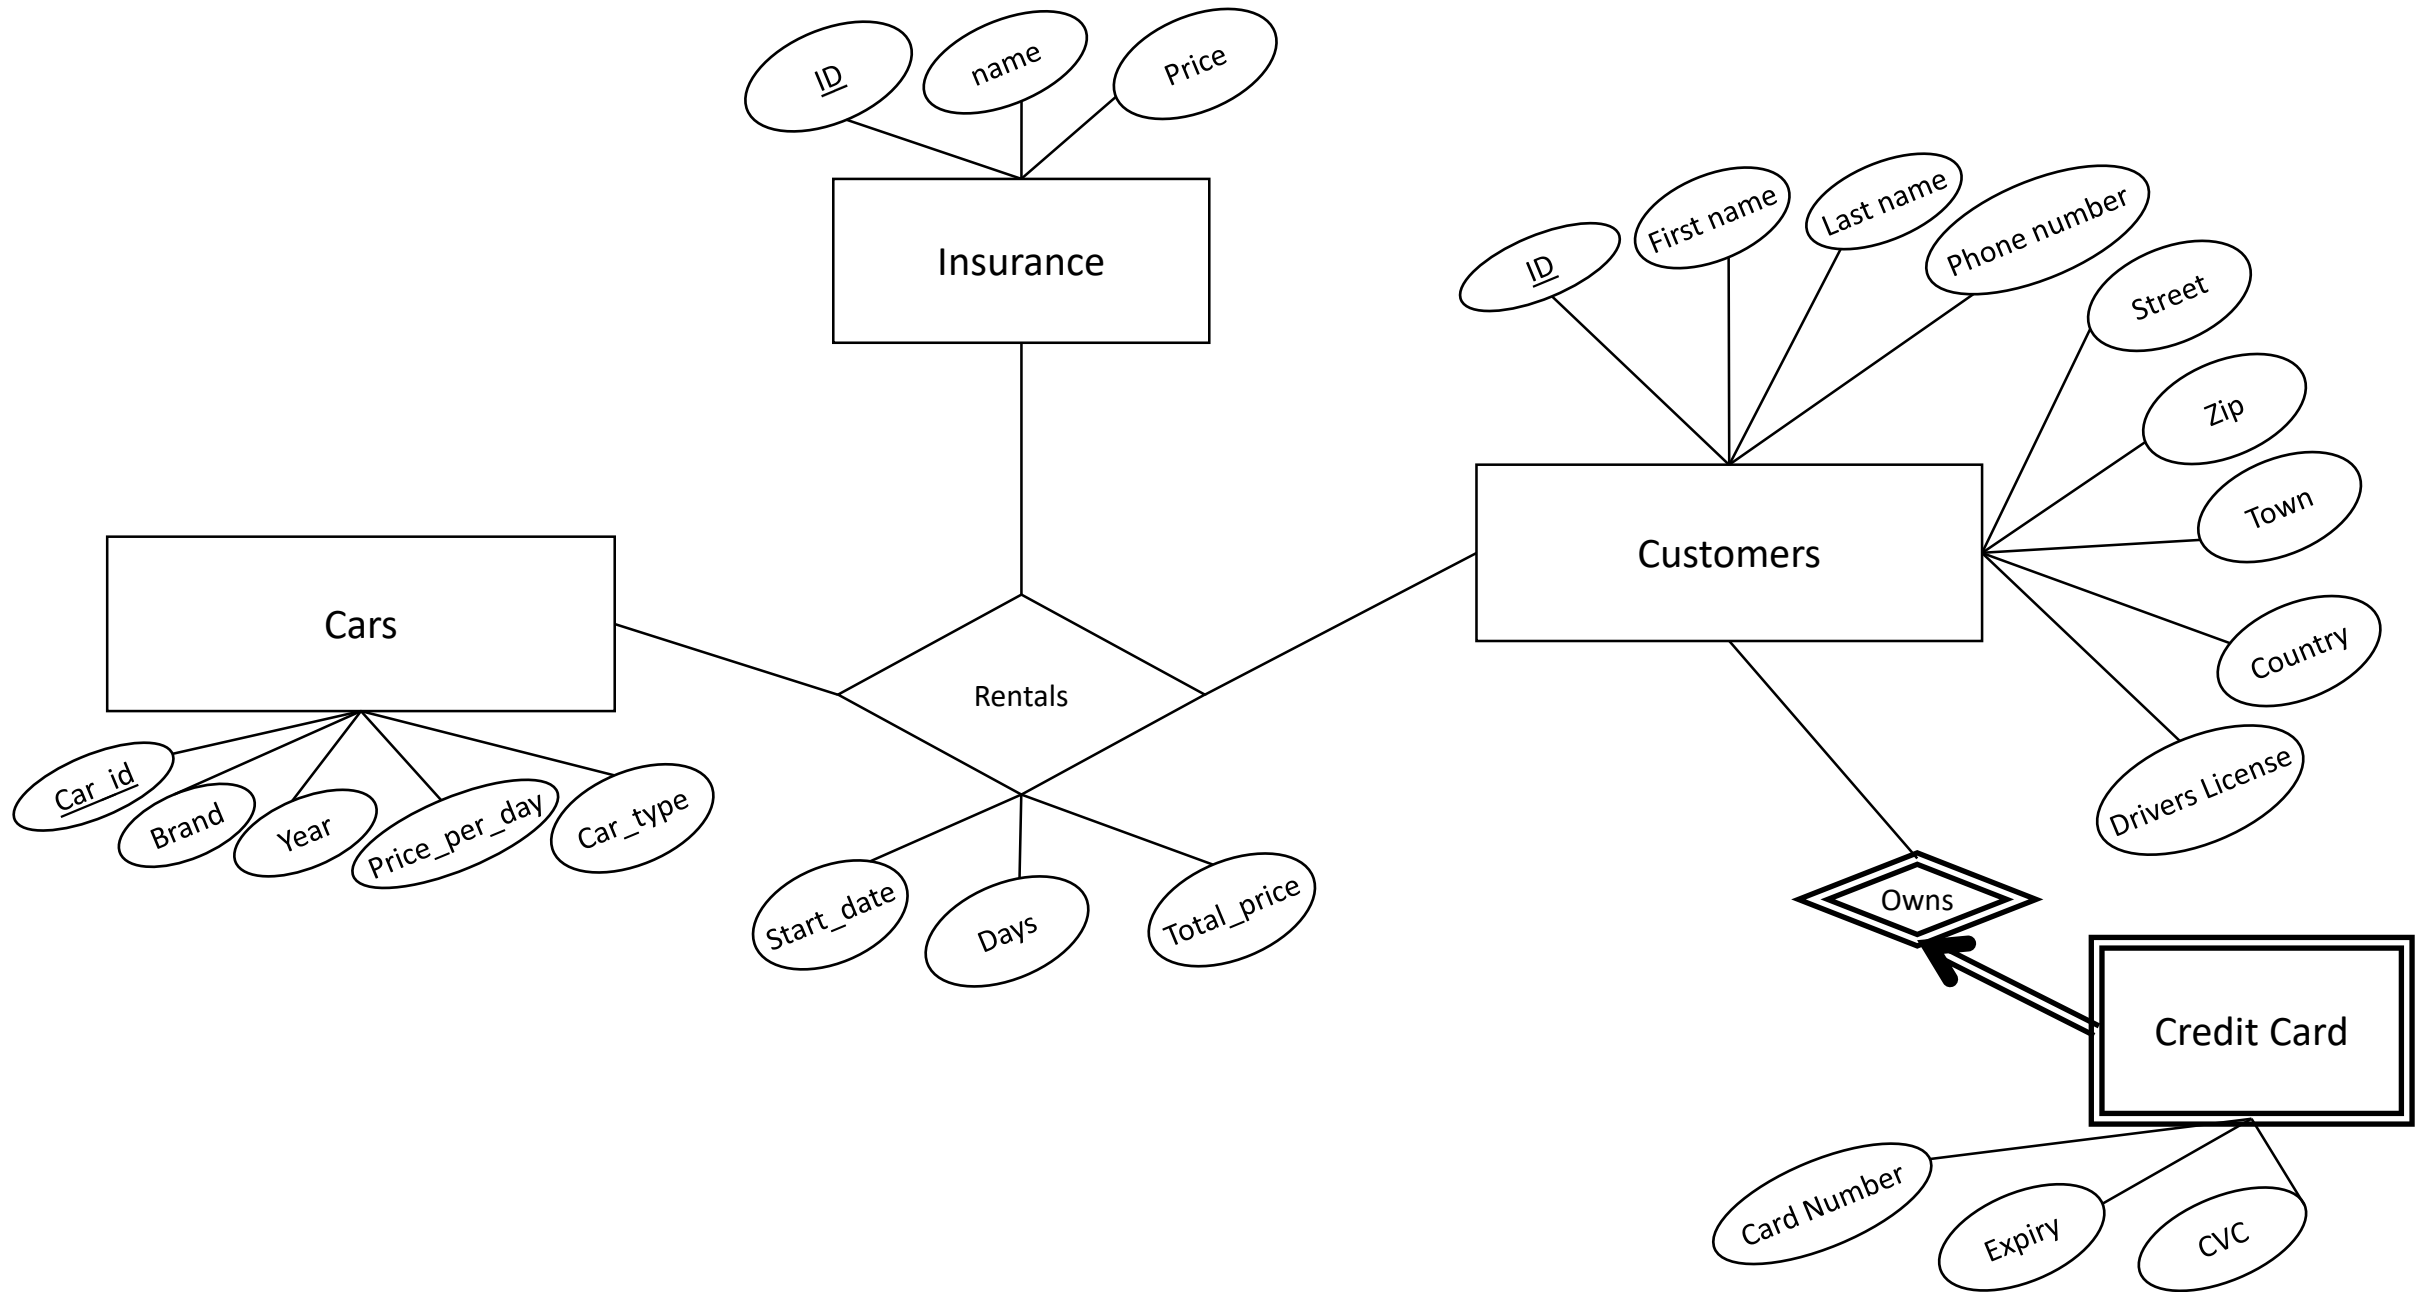 ID
name
Price
Insurance
ID
First name
Last name
Phone number
Street
Zip
Town
Country
Drivers License
Customers
Cars
Car_id
Brand
Year
Price_per_day
Car_type
Rentals
Start_date
Days
Total_price
Owns
Credit Card
Card Number
Expiry
CVC